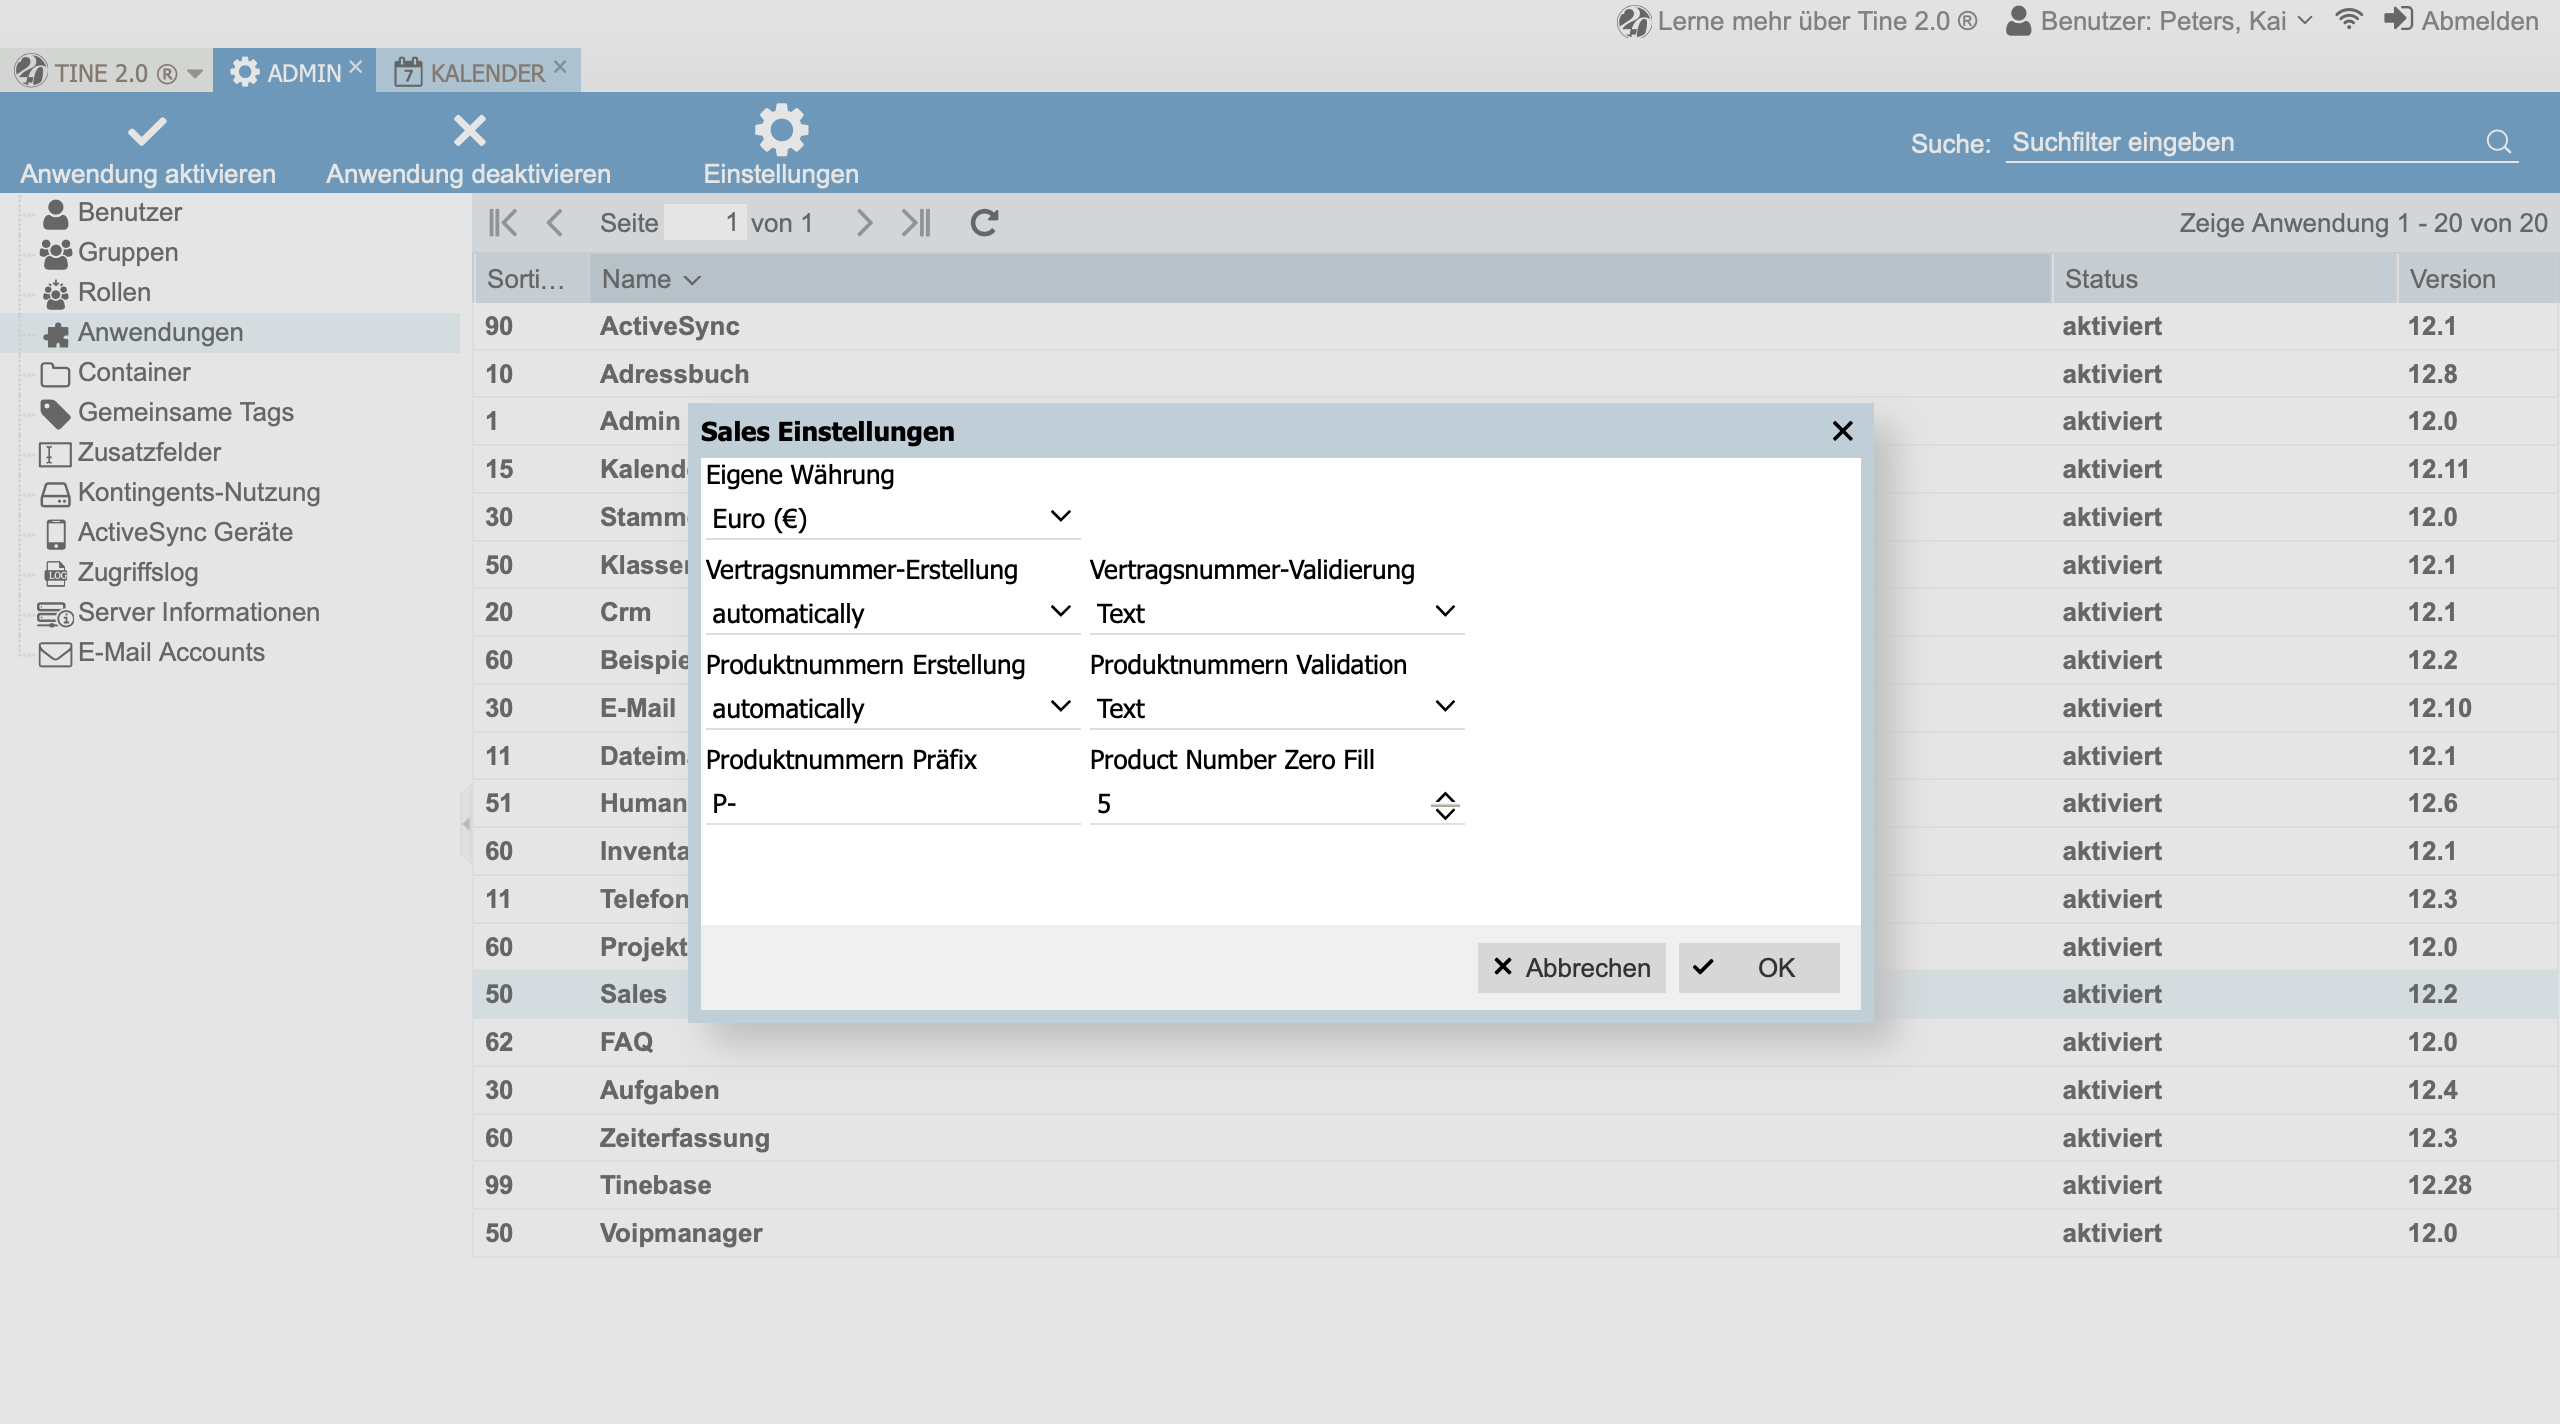 Lerne mehr über Tine 2.0 ® Benutzer: Peters, Kai Abmelden
TINE 2.0 ® ADMIN KALENDER
7
Anwendung aktivieren Anwendung deaktivieren Einstellungen Suche: Suchfilter eingeben
Benutzer
Gruppen
Rollen
Anwendungen
Container
Gemeinsame Tags
Zusatzfelder
Kontingents-Nutzung
ActiveSync Geräte
Zugriffslog
Server Informationen
E-Mail Accounts
Seite 1 von 1 Zeige Anwendung 1 - 20 von 20
Sorti... Name Status Version
90 ActiveSync aktiviert 12.1
10 Adressbuch aktiviert 12.8
1 Admin aktiviert 12.0
15 Kalend aktiviert 12.11
30 Stamm aktiviert 12.0
50 Klasse aktiviert 12.1
20 Crm aktiviert 12.1
60 Beispie aktiviert 12.2
30 E-Mail aktiviert 12.10
11 Dateim aktiviert 12.1
51 Human aktiviert 12.6
60 Inventa aktiviert 12.1
11 Telefon aktiviert 12.3
60 Projekt aktiviert 12.0
50 Sales aktiviert 12.2
62 FAQ aktiviert 12.0
30 Aufgaben aktiviert 12.4
60 Zeiterfassung aktiviert 12.3
99 Tinebase aktiviert 12.28
50 Voipmanager aktiviert 12.0
Sales Einstellungen
Eigene Währung
Euro (€)
Vertragsnummer-Erstellung Vertragsnummer-Validierung
automatically Text
Produktnummern Erstellung Produktnummern Validation
automatically Text
Produktnummern Präfix Product Number Zero Fill
P- 5
Abbrechen OK